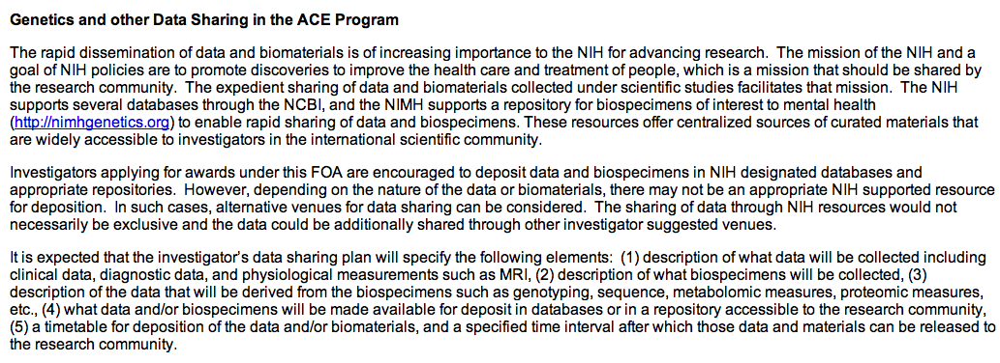 Genetics and other Data Sharing in the ACE Program
The rapid dissemination of data and biomaterials is of increasing importance to the NIH for advancing research.  The mission of the NIH and a
goal of NIH policies are to promote discoveries to improve the health care and treatment of people, which is a mission that should be shared by
the research community.  The expedient sharing of data and biomaterials collected under scientific studies facilitates that mission.  The NIH
supports several databases through the NCBI, and the NIMH supports a repository for biospecimens of interest to mental health
(http://nimhgenetics.org) to enable rapid sharing of data and biospecimens. These resources offer centralized sources of curated materials that
are widely accessible to investigators in the international scientific community.
Investigators applying for awards under this FOA are encouraged to deposit data and biospecimens in NIH designated databases and
appropriate repositories.  However, depending on the nature of the data or biomaterials, there may not be an appropriate NIH supported resource
for deposition.  In such cases, alternative venues for data sharing can be considered.  The sharing of data through NIH resources would not
necessarily be exclusive and the data could be additionally shared through other investigator suggested venues.
It is expected that the investigator's data sharing plan will specify the following elements:  (1) description of what data will be collected including
clinical data, diagnostic data, and physiological measurements such as MRI, (2) description of what biospecimens will be collected, (3)
description of the data that will be derived from the biospecimens such as genotyping, sequence, metabolomic measures, proteomic measures,
etc., (4) what data and/or biospecimens will be made available for deposit in databases or in a repository accessible to the research community,
(5) a timetable for deposition of the data and/or biomaterials, and a specified time interval after which those data and materials can be released to
the research community.